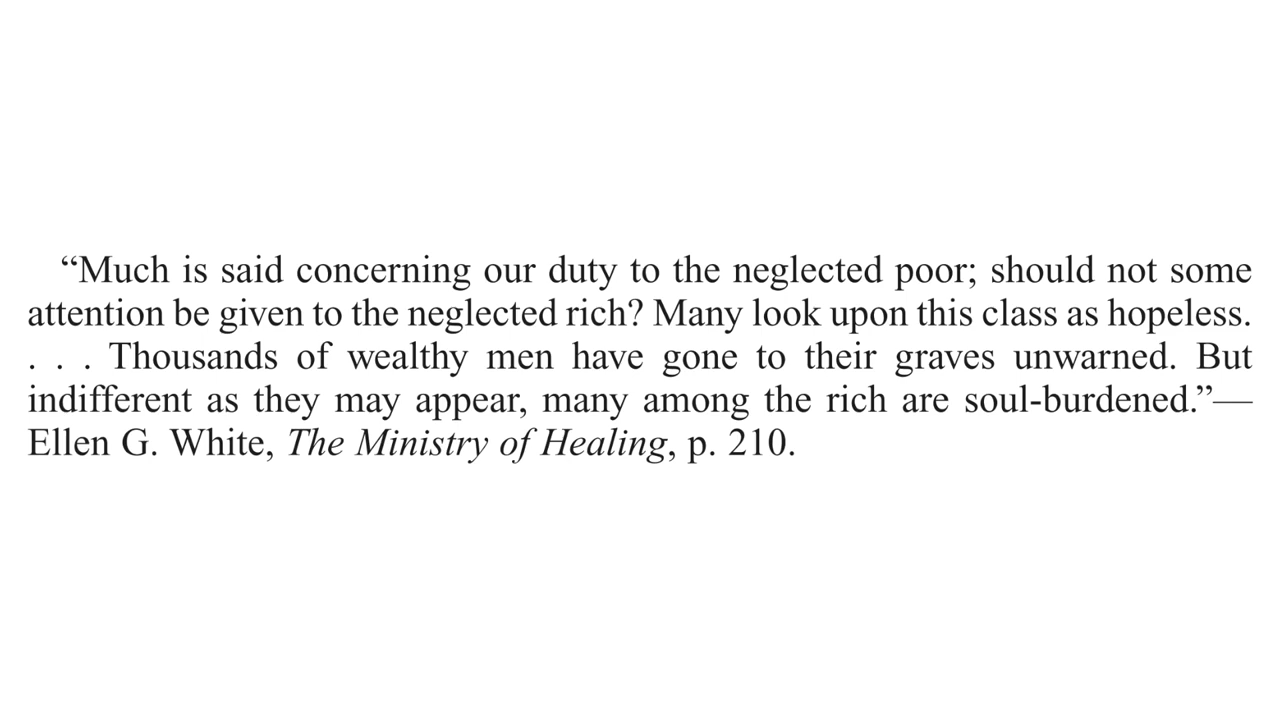 “Much is said concerning our duty to the neglected poor; should not some
attention be given to the neglected rich? Many look upon this class as hopeless.
. . . Thousands of wealthy men have gone to their graves unwarned. But
indifferent as they may appear, many among the rich are soul-burdened.”—
Ellen G. White, The Ministry of Healing, p. 210.